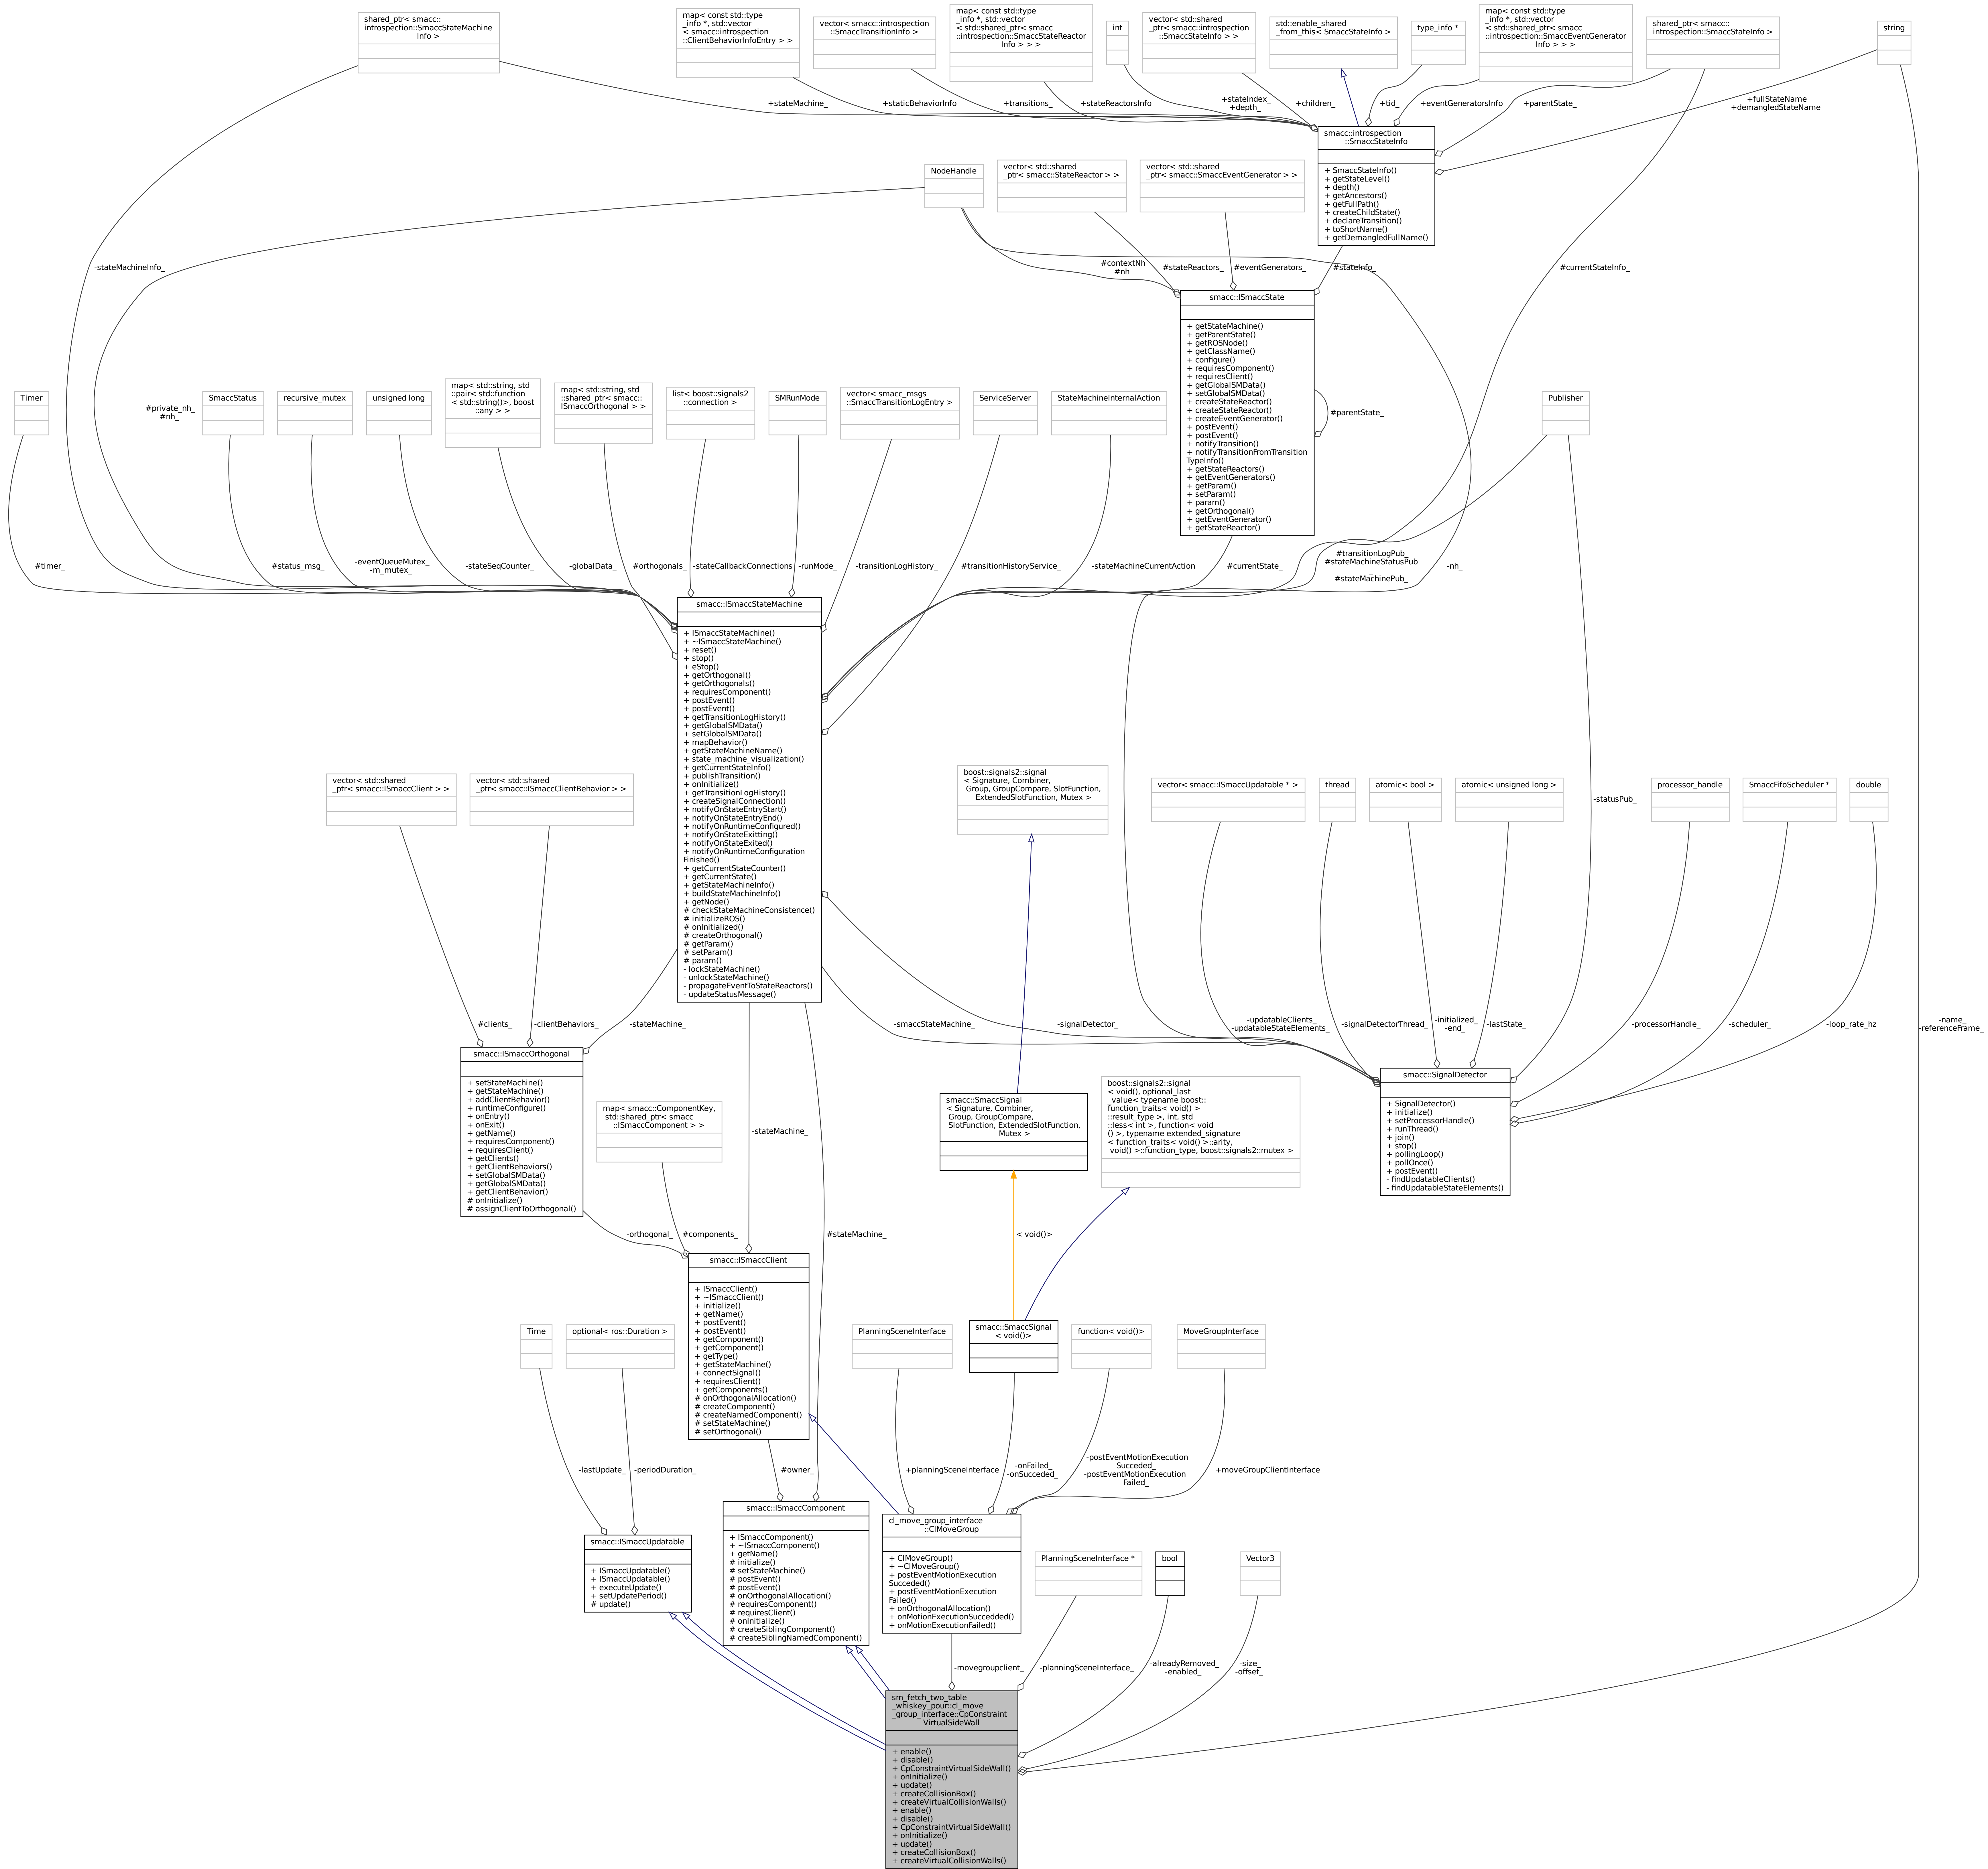 shared_ptr< smacc::
introspection::SmaccStateMachine
Info >
map< const std::type
_info *, std::vector
< smacc::introspection
::ClientBehaviorInfoEntry > >
vector< smacc::introspection
::SmaccTransitionInfo >
map< const std::type
_info *, std::vector
< std::shared_ptr< smacc
::introspection::SmaccStateReactor
Info > > >
int
vector< std::shared
_ptr< smacc::introspection
::SmaccStateInfo > >
std::enable_shared
_from_this< SmaccStateInfo >
type_info *
map< const std::type
_info *, std::vector
< std::shared_ptr< smacc
::introspection::SmaccEventGenerator
Info > > >
shared_ptr< smacc::
introspection::SmaccStateInfo >
string
+stateMachine_
+staticBehaviorInfo
+transitions_
+stateReactorsInfo
+stateIndex_
+depth_
+children_
+tid_
+eventGeneratorsInfo
+parentState_
+fullStateName
+demangledStateName
smacc::introspection
::SmaccStateInfo
+ SmaccStateInfo()
+ getStateLevel()
+ depth()
+ getAncestors()
+ getFullPath()
+ createChildState()
+ declareTransition()
+ toShortName()
+ getDemangledFullName()
NodeHandle
vector< std::shared
_ptr< smacc::StateReactor > >
vector< std::shared
_ptr< smacc::SmaccEventGenerator > >
-stateMachineInfo_
#contextNh
#nh
#stateReactors_
#eventGenerators_
#stateInfo_
#currentStateInfo_
smacc::ISmaccState
+ getStateMachine()
+ getParentState()
+ getROSNode()
+ getClassName()
+ configure()
+ requiresComponent()
+ requiresClient()
+ getGlobalSMData()
+ setGlobalSMData()
+ createStateReactor()
+ createStateReactor()
+ createEventGenerator()
+ postEvent()
+ postEvent()
+ notifyTransition()
+ notifyTransitionFromTransition
TypeInfo()
+ getStateReactors()
+ getEventGenerators()
+ getParam()
+ setParam()
+ param()
+ getOrthogonal()
+ getEventGenerator()
+ getStateReactor()
#parentState_
Timer
#private_nh_
#nh_
SmaccStatus
recursive_mutex
unsigned long
map< std::string, std
::pair< std::function
< std::string()>, boost
::any > >
map< std::string, std
::shared_ptr< smacc::
ISmaccOrthogonal > >
list< boost::signals2
::connection >
SMRunMode
vector< smacc_msgs
::SmaccTransitionLogEntry >
ServiceServer
StateMachineInternalAction
Publisher
#timer_
#status_msg_
-eventQueueMutex_
-m_mutex_
-stateSeqCounter_
-globalData_
#orthogonals_
-stateCallbackConnections
-runMode_
-transitionLogHistory_
#transitionHistoryService_
-stateMachineCurrentAction
#currentState_
#transitionLogPub_
#stateMachineStatusPub
_
#stateMachinePub_
-nh_
smacc::ISmaccStateMachine
+ ISmaccStateMachine()
+ ~ISmaccStateMachine()
+ reset()
+ stop()
+ eStop()
+ getOrthogonal()
+ getOrthogonals()
+ requiresComponent()
+ postEvent()
+ postEvent()
+ getTransitionLogHistory()
+ getGlobalSMData()
+ setGlobalSMData()
+ mapBehavior()
+ getStateMachineName()
+ state_machine_visualization()
+ getCurrentStateInfo()
+ publishTransition()
+ onInitialize()
+ getTransitionLogHistory()
+ createSignalConnection()
+ notifyOnStateEntryStart()
+ notifyOnStateEntryEnd()
+ notifyOnRuntimeConfigured()
+ notifyOnStateExitting()
+ notifyOnStateExited()
+ notifyOnRuntimeConfiguration
Finished()
+ getCurrentStateCounter()
+ getCurrentState()
+ getStateMachineInfo()
+ buildStateMachineInfo()
+ getNode()
# checkStateMachineConsistence()
# initializeROS()
# onInitialized()
# createOrthogonal()
# getParam()
# setParam()
# param()
- lockStateMachine()
- unlockStateMachine()
- propagateEventToStateReactors()
- updateStatusMessage()
vector< std::shared
_ptr< smacc::ISmaccClient > >
vector< std::shared
_ptr< smacc::ISmaccClientBehavior > >
boost::signals2::signal
< Signature, Combiner,
Group, GroupCompare, SlotFunction,
ExtendedSlotFunction, Mutex >
vector< smacc::ISmaccUpdatable * >
thread
atomic< bool >
atomic< unsigned long >
-statusPub_
processor_handle
SmaccFifoScheduler *
double
#clients_
-clientBehaviors_
-stateMachine_
-smaccStateMachine_
-signalDetector_
-updatableClients_
-updatableStateElements_
-signalDetectorThread_
-initialized_
-end_
-lastState_
-processorHandle_
-scheduler_
-loop_rate_hz
-name_
-referenceFrame_
smacc::ISmaccOrthogonal
+ setStateMachine()
+ getStateMachine()
+ addClientBehavior()
+ runtimeConfigure()
+ onEntry()
+ onExit()
+ getName()
+ requiresComponent()
+ requiresClient()
+ getClients()
+ getClientBehaviors()
+ setGlobalSMData()
+ getGlobalSMData()
+ getClientBehavior()
# onInitialize()
# assignClientToOrthogonal()
map< smacc::ComponentKey,
std::shared_ptr< smacc
::ISmaccComponent > >
-stateMachine_
smacc::SmaccSignal
< Signature, Combiner,
Group, GroupCompare,
SlotFunction, ExtendedSlotFunction,
Mutex >
boost::signals2::signal
< void(), optional_last
_value< typename boost::
function_traits< void() >
::result_type >, int, std
::less< int >, function< void
() >, typename extended_signature
< function_traits< void() >::arity,
void() >::function_type, boost::signals2::mutex >
smacc::SignalDetector
+ SignalDetector()
+ initialize()
+ setProcessorHandle()
+ runThread()
+ join()
+ stop()
+ pollingLoop()
+ pollOnce()
+ postEvent()
- findUpdatableClients()
- findUpdatableStateElements()
-orthogonal_
#components_
#stateMachine_
< void()>
smacc::ISmaccClient
+ ISmaccClient()
+ ~ISmaccClient()
+ initialize()
+ getName()
+ postEvent()
+ postEvent()
+ getComponent()
+ getComponent()
+ getType()
+ getStateMachine()
+ connectSignal()
+ requiresClient()
+ getComponents()
# onOrthogonalAllocation()
# createComponent()
# createNamedComponent()
# setStateMachine()
# setOrthogonal()
Time
optional< ros::Duration >
PlanningSceneInterface
smacc::SmaccSignal
< void()>
function< void()>
MoveGroupInterface
-lastUpdate_
-periodDuration_
#owner_
+planningSceneInterface
-onFailed_
-onSucceded_
-postEventMotionExecution
Succeded_
-postEventMotionExecution
Failed_
+moveGroupClientInterface
smacc::ISmaccUpdatable
+ ISmaccUpdatable()
+ ISmaccUpdatable()
+ executeUpdate()
+ setUpdatePeriod()
# update()
smacc::ISmaccComponent
+ ISmaccComponent()
+ ~ISmaccComponent()
+ getName()
# initialize()
# setStateMachine()
# postEvent()
# postEvent()
# onOrthogonalAllocation()
# requiresComponent()
# requiresClient()
# onInitialize()
# createSiblingComponent()
# createSiblingNamedComponent()
cl_move_group_interface
::ClMoveGroup
+ ClMoveGroup()
+ ~ClMoveGroup()
+ postEventMotionExecution
Succeded()
+ postEventMotionExecution
Failed()
+ onOrthogonalAllocation()
+ onMotionExecutionSuccedded()
+ onMotionExecutionFailed()
PlanningSceneInterface *
bool
Vector3
-movegroupclient_
-planningSceneInterface_
-alreadyRemoved_
-enabled_
-size_
-offset_
sm_fetch_two_table
_whiskey_pour::cl_move
_group_interface::CpConstraint
VirtualSideWall
+ enable()
+ disable()
+ CpConstraintVirtualSideWall()
+ onInitialize()
+ update()
+ createCollisionBox()
+ createVirtualCollisionWalls()
+ enable()
+ disable()
+ CpConstraintVirtualSideWall()
+ onInitialize()
+ update()
+ createCollisionBox()
+ createVirtualCollisionWalls()